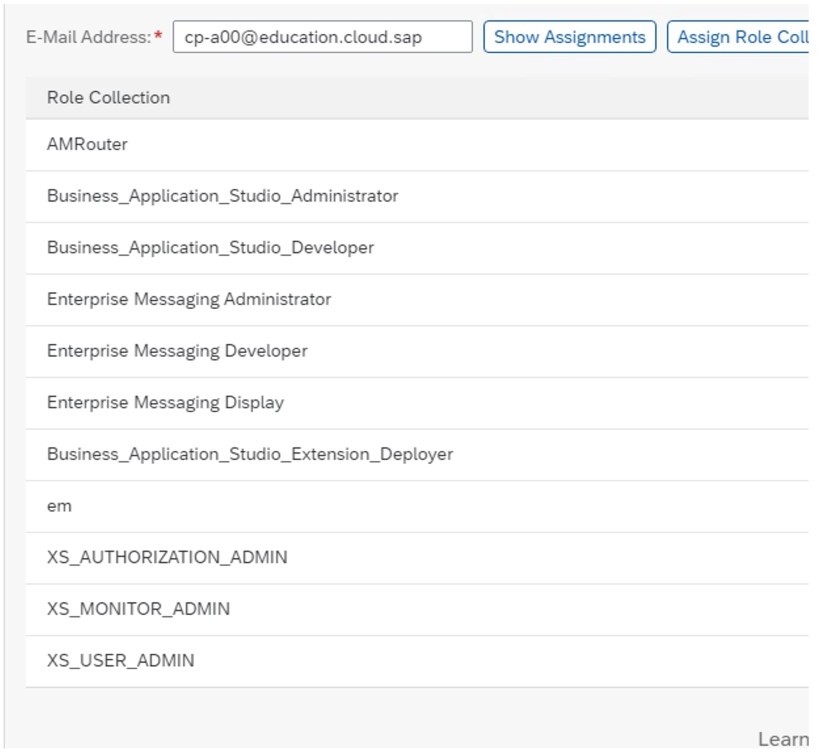 E-Mail Address:* cp-a00@education.cloud.sap Show Assignments Assign Role Coll
Role Collection
AMRouter
Business_Application_Studio_Administrator
Business_Application_Studio_Developer
Enterprise Messaging Administrator
Enterprise Messaging Developer
Enterprise Messaging Display
Business_Application_Studio_Extension_Deployer
em
XS_AUTHORIZATION_ADMIN
XS_MONITOR_ADMIN
XS_USER_ADMIN
Learn